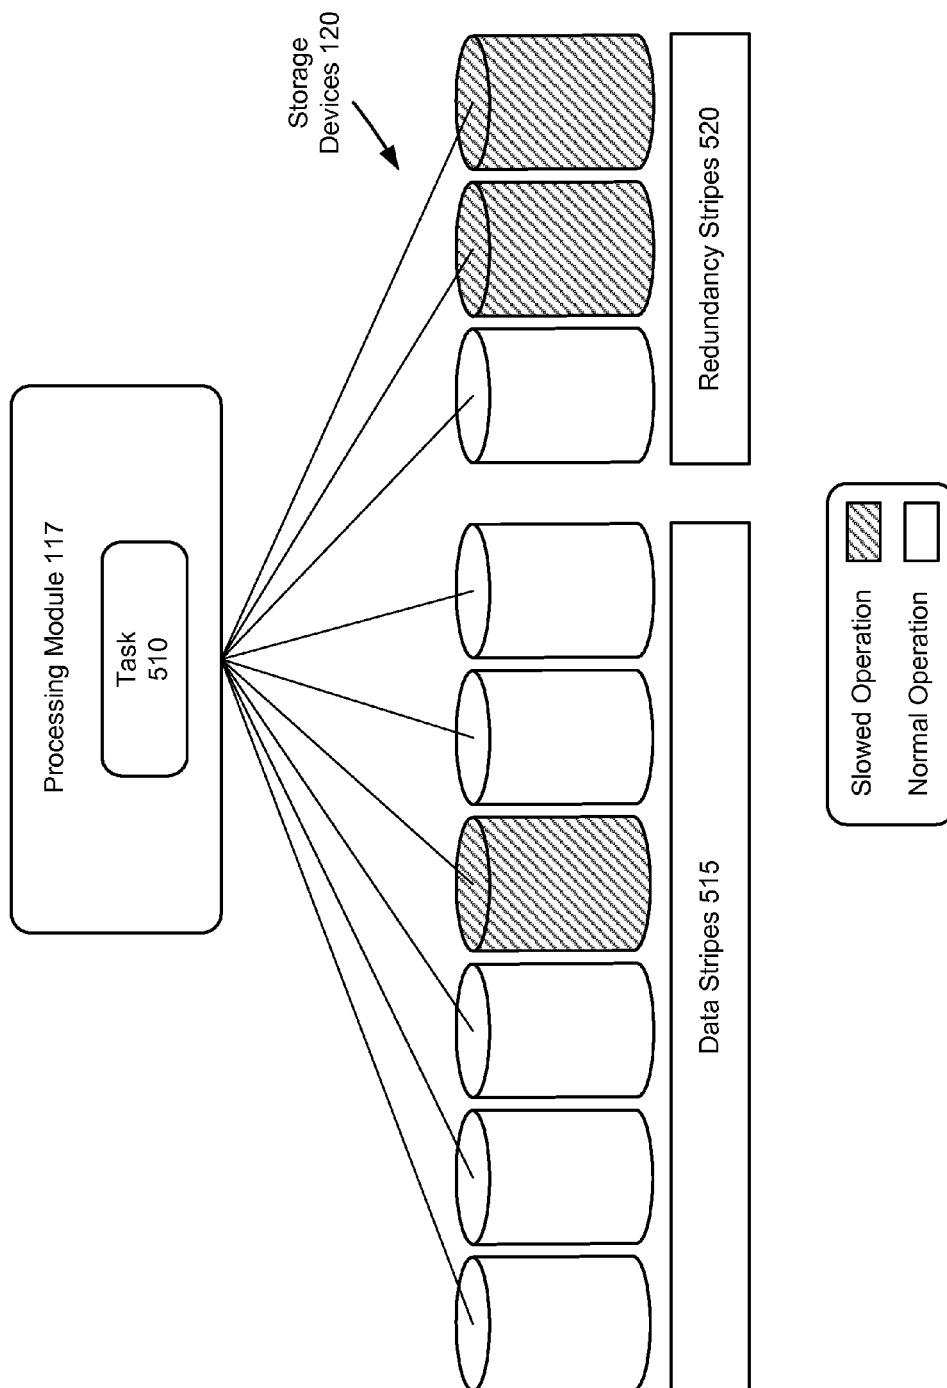 Processing Module 117
Task
510
Storage
Devices 120
Data Stripes 515
Redundancy Stripes 520
Slowed Operation
Normal Operation